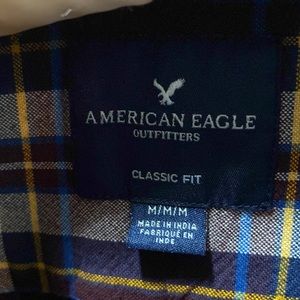 AMERICAN EAGLE
OUTFITTERS
CLASSIC FIT
M/M/M
MADE IN INDIA
FABRIQUÉ EN
INDE